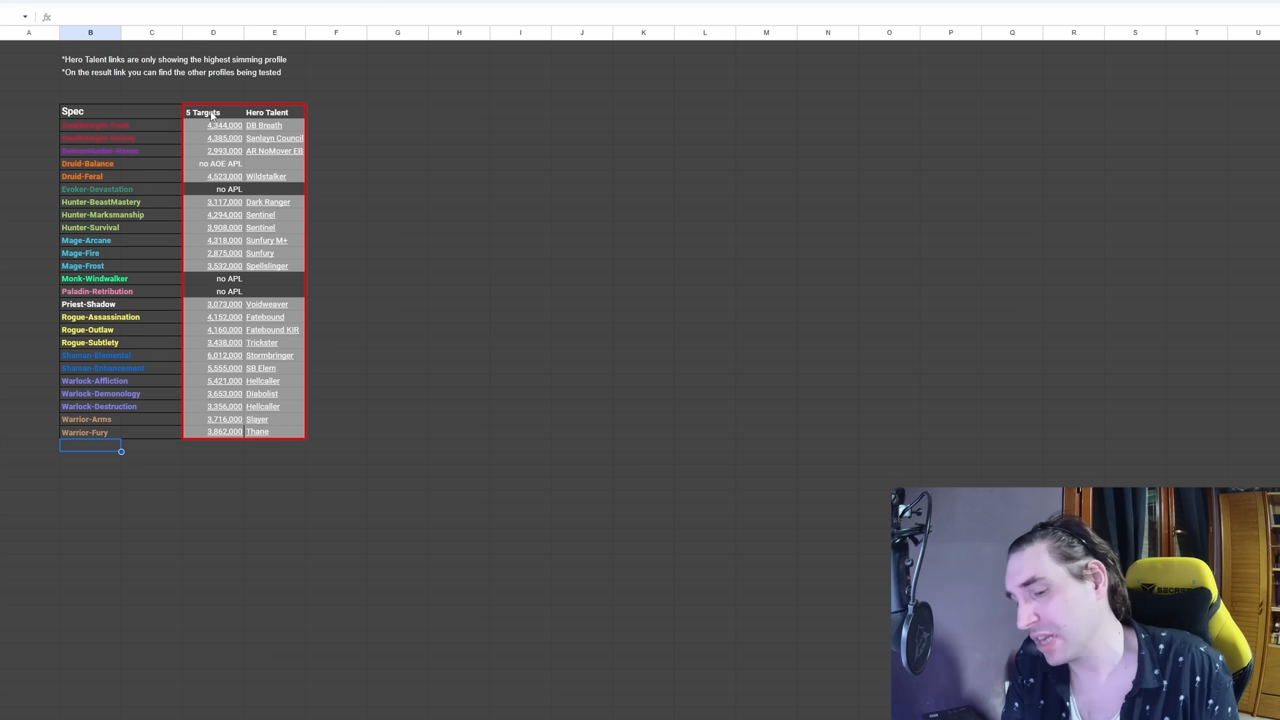 fx
A B C D E F G H I J K L M N O P Q R S T U
*Hero Talent links are only showing the highest simming profile
*On the result link you can find the other profiles being tested
Spec 5 Targets Hero Talent
4,344,000 DB Breath
4,385,000 Sanlayn Council
2,993,000 AR NoMover EB
Druid-Balance no AOE APL
Druid-Feral 4,523,000 Wildstalker
Evoker-Devastation no APL
Hunter-BeastMastery 3,117,000 Dark Ranger
Hunter-Marksmanship 4,294,000 Sentinel
Hunter-Survival 3,908,000 Sentinel
Mage-Arcane 4,318,000 Sunfury M+
Mage-Fire 2,875,000 Sunfury
Mage-Frost 3,532,000 Spellslinger
Monk-Windwalker no APL
Paladin-Retribution no APL
Priest-Shadow 3,073,000 Voidweaver
Rogue-Assassination 4,152,000 Fatebound
Rogue-Outlaw 4,160,000 Fatebound KIR
Rogue-Subtlety 3,438,000 Trickster
Shaman-Elemental 6,012,000 Stormbringer
Shaman-Enhancement 5,555,000 SB Elem
Warlock-Affliction 5,421,000 Hellcaller
Warlock-Demonology 3,653,000 Diabolist
Warlock-Destruction 3,356,000 Hellcaller
Warrior-Arms 3,716,000 Slayer
Warrior-Fury 3,862,000 Thane